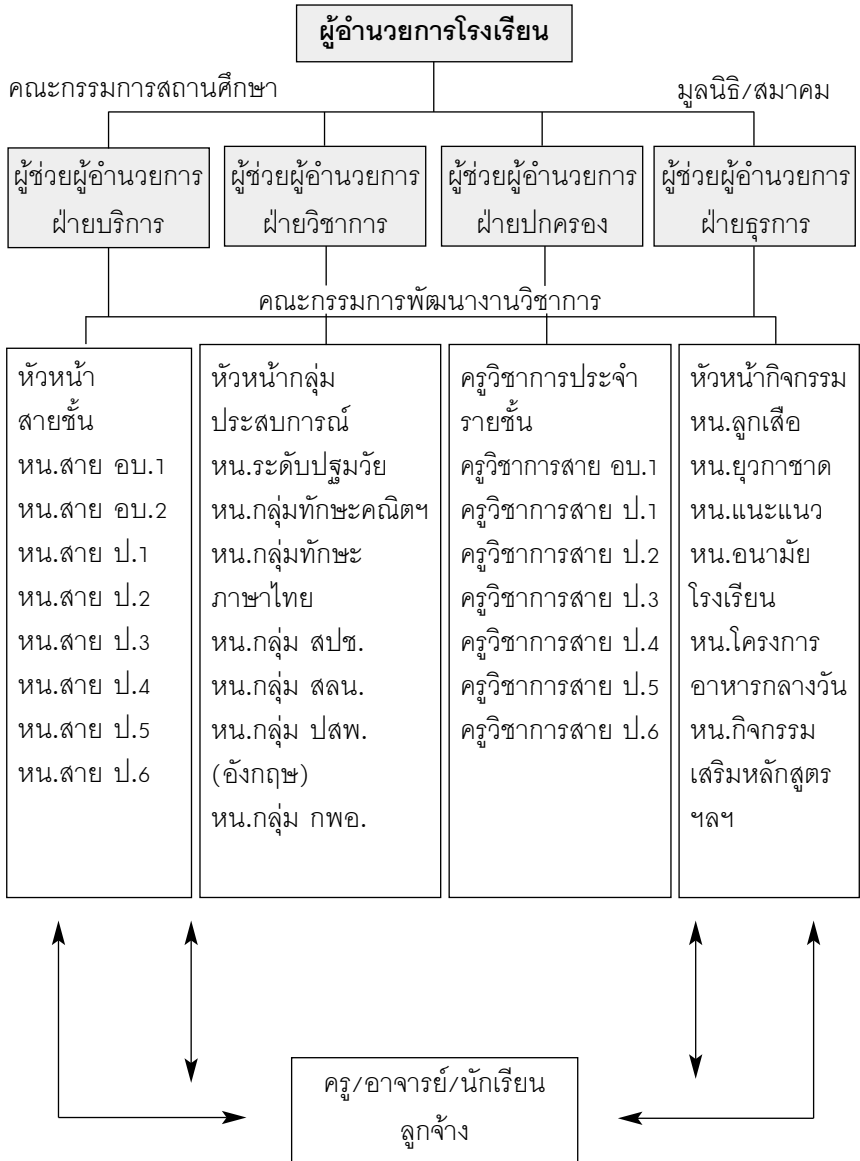 ผู้อำนวยการโรงเรียน
คณะกรรมการสถานศึกษา
มูลนิธิ/สมาคม
ผู้ช่วยผู้อำนวยการ
ฝ่ายบริการ
ผู้ช่วยผู้อำนวยการ
ฝ่ายวิชาการ
ผู้ช่วยผู้อำนวยการ
ฝ่ายปกครอง
ผู้ช่วยผู้อำนวยการ
ฝ่ายธุรการ
คณะกรรมการพัฒนางานวิชาการ
หัวหน้า
สายชั้น
หน.สาย อบ.1
หน.สาย อบ.2
หน.สาย ป.1
หน.สาย ป.2
หน.สาย ป.3
หน.สาย ป.4
หน.สาย ป.5
หน.สาย ป.6
หัวหน้ากลุ่ม
ประสบการณ์
หน.ระดับปฐมวัย
หน.กลุ่มทักษะคณิตฯ
หน.กลุ่มทักษะ
ภาษาไทย
หน.กลุ่ม สปช.
หน.กลุ่ม สลน.
หน.กลุ่ม ปสพ.
(อังกฤษ)
หน.กลุ่ม กพอ.
ครูวิชาการประจำ
รายชั้น
ครูวิชาการสาย อบ.1
ครูวิชาการสาย ป.1
ครูวิชาการสาย ป.2
ครูวิชาการสาย ป.3
ครูวิชาการสาย ป.4
ครูวิชาการสาย ป.5
ครูวิชาการสาย ป.6
หัวหน้ากิจกรรม
หน.ลูกเสือ
หน.ยุวกาชาด
หน.แนะแนว
หน.อนามัย
โรงเรียน
หน.โครงการ
อาหารกลางวัน
หน.กิจกรรม
เสริมหลักสูตร
ฯลฯ
ครู/อาจารย์/นักเรียน
ลูกจ้าง